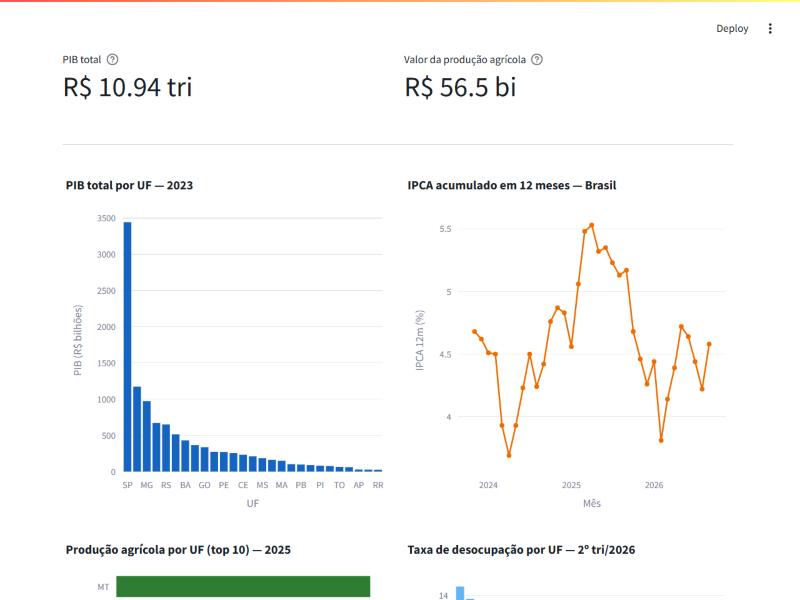 Deploy
PIB total
R$ 10.94 tri
Valor da produção agrícola
R$ 56.5 bi
PIB total por UF — 2023
PIB (R$ bilhões)
3500
3000
2500
2000
1500
1000
500
0
SP MG RS BA GO PE CE MS MA PB PI TO AP RR
UF
IPCA acumulado em 12 meses — Brasil
IPCA 12m (%)
5.5
5
4.5
4
2024 2025 2026
Mês
Produção agrícola por UF (top 10) — 2025
MT
Taxa de desocupação por UF — 2º tri/2026
14